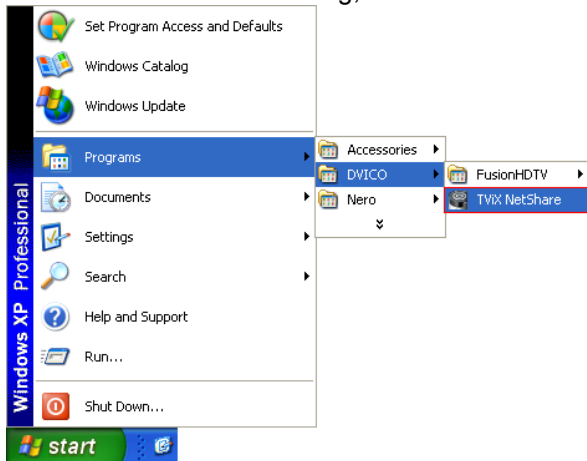 g,
Set Program Access and Defaults
Windows Catalog
Windows Update
Programs
Documents
Settings
Search
Help and Support
Run...
Shut Down...
Accessories
DVICO
Nero
FusionHDTV
TViX NetShare
Windows XP Professional
start